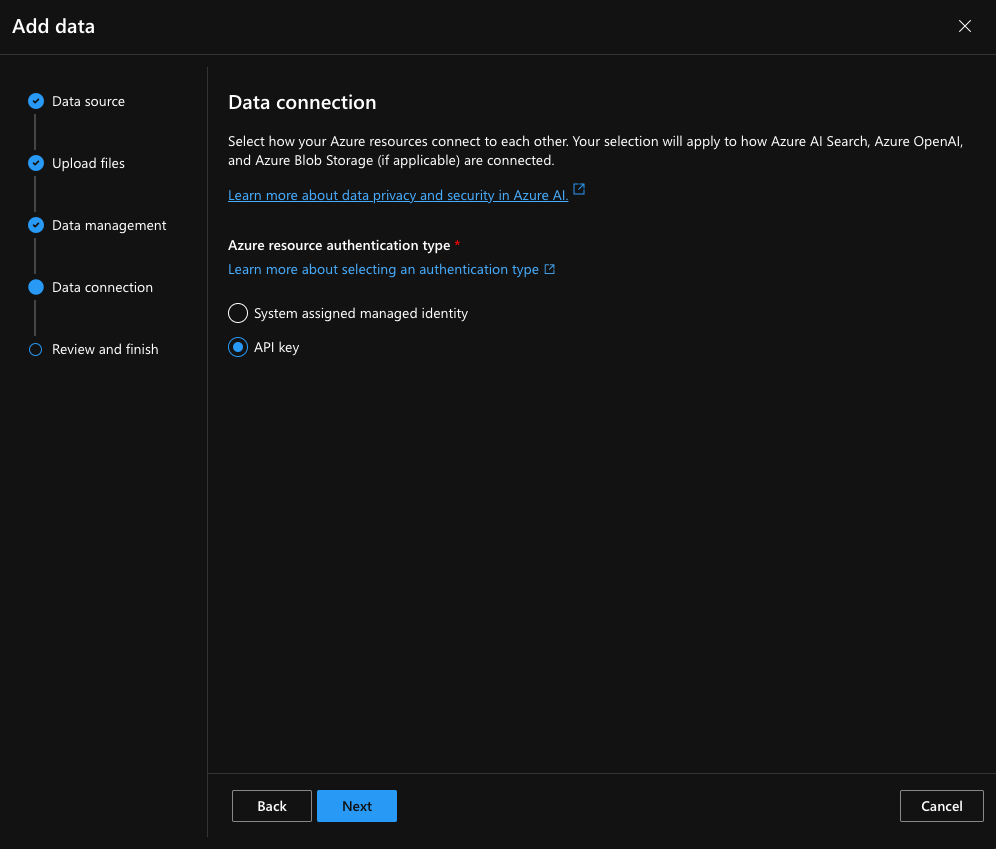 Add data
Data source
Upload files
Data management
Data connection
Review and finish
Data connection
Select how your Azure resources connect to each other. Your selection will apply to how Azure AI Search, Azure OpenAI,
and Azure Blob Storage (if applicable) are connected.
Learn more about data privacy and security in Azure AI.
Azure resource authentication type *
Learn more about selecting an authentication type
System assigned managed identity
API key
Back
Next
Cancel